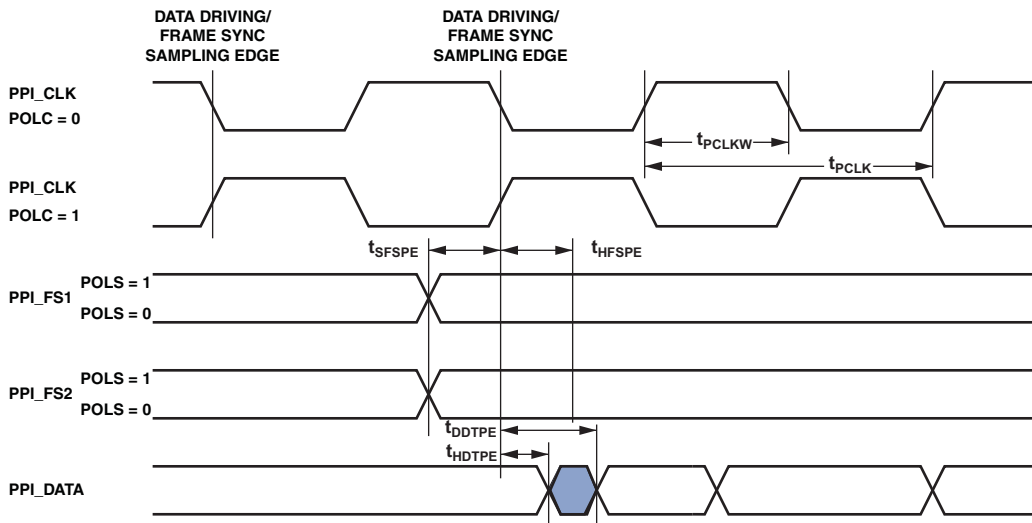 DATA DRIVING/
FRAME SYNC
SAMPLING EDGE
DATA DRIVING/
FRAME SYNC
SAMPLING EDGE
PPI_CLK
POLC = 0
tPCLKW
tPCLK
PPI_CLK
POLC = 1
tSFSPE
tHFSPE
POLS = 1
PPI_FS1
POLS = 0
POLS = 1
PPI_FS2
POLS = 0
tDDTPE
tHDTPE
PPI_DATA